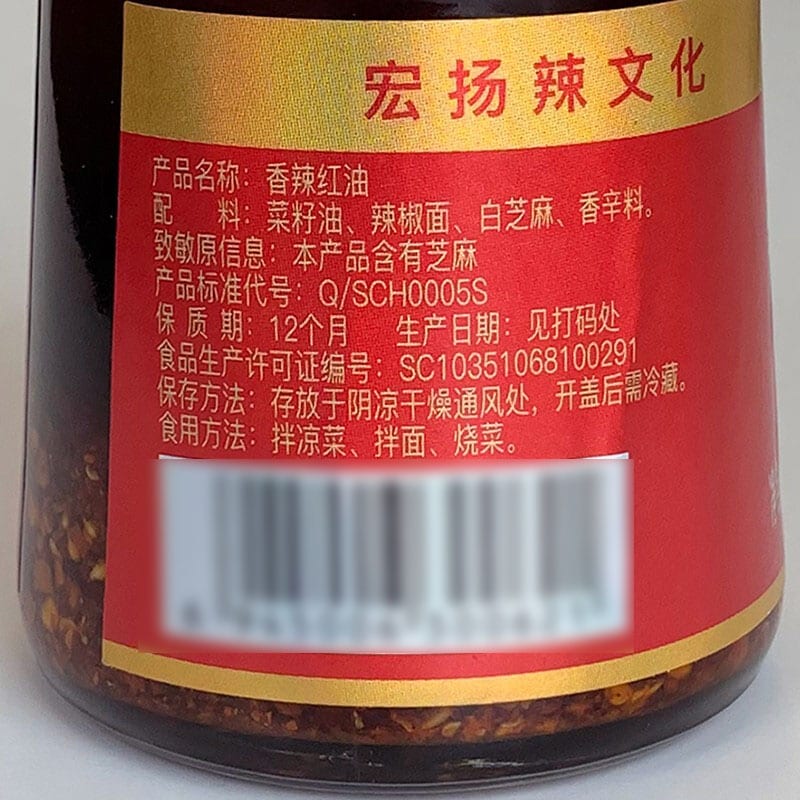 宏扬辣文化
产品名称：香辣红油
配 料：菜籽油、辣椒面、白芝麻、香辛料。
致敏原信息：本产品含有芝麻
产品标准代号：Q/SCH0005S
保 质 期：12个月 生产日期：见打码处
食品生产许可证编号：SC10351068100291
保存方法：存放于阴凉干燥通风处，开盖后需冷藏。
食用方法：拌凉菜、拌面、烧菜。